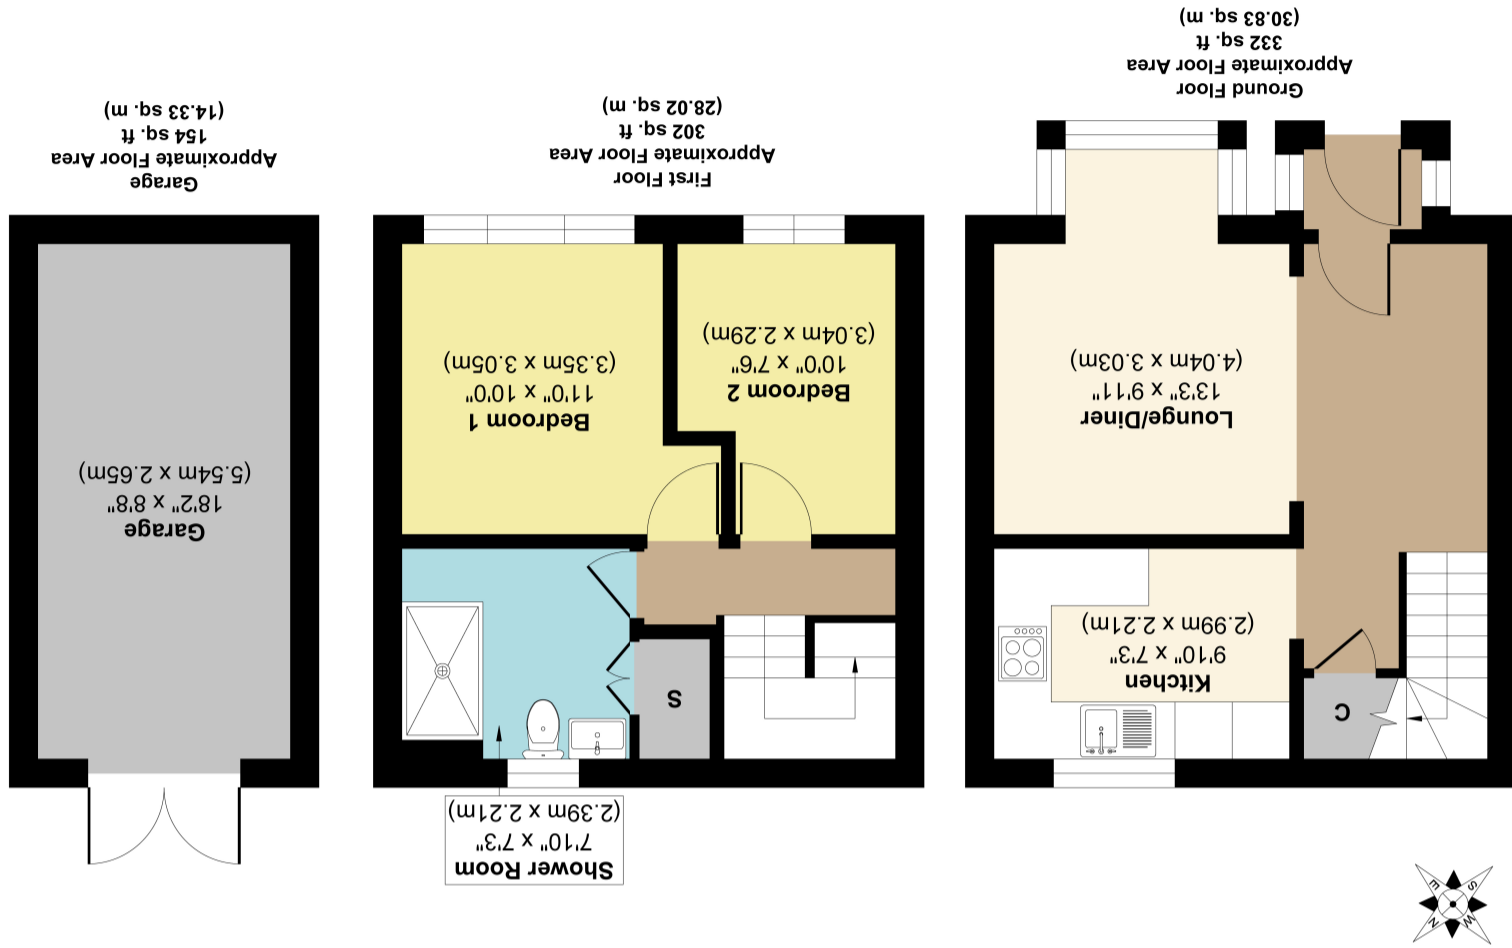 Shower Room
7'10" x 7'3"
(2.39m x 2.21m)
Kitchen
9'10" x 7'3"
(2.99m x 2.21m)
C
S
Lounge/Diner
13'3" x 9'11"
(4.04m x 3.03m)
Bedroom 2
10'0" x 7'6"
(3.04m x 2.29m)
Bedroom 1
11'0" x 10'0"
(3.35m x 3.05m)
Garage
18'2" x 8'8"
(5.54m x 2.65m)
Ground Floor
Approximate Floor Area
332 sq. ft
(30.83 sq. m)
First Floor
Approximate Floor Area
302 sq. ft
(28.02 sq. m)
Garage
Approximate Floor Area
154 sq. ft
(14.33 sq. m)
N
E
S
W